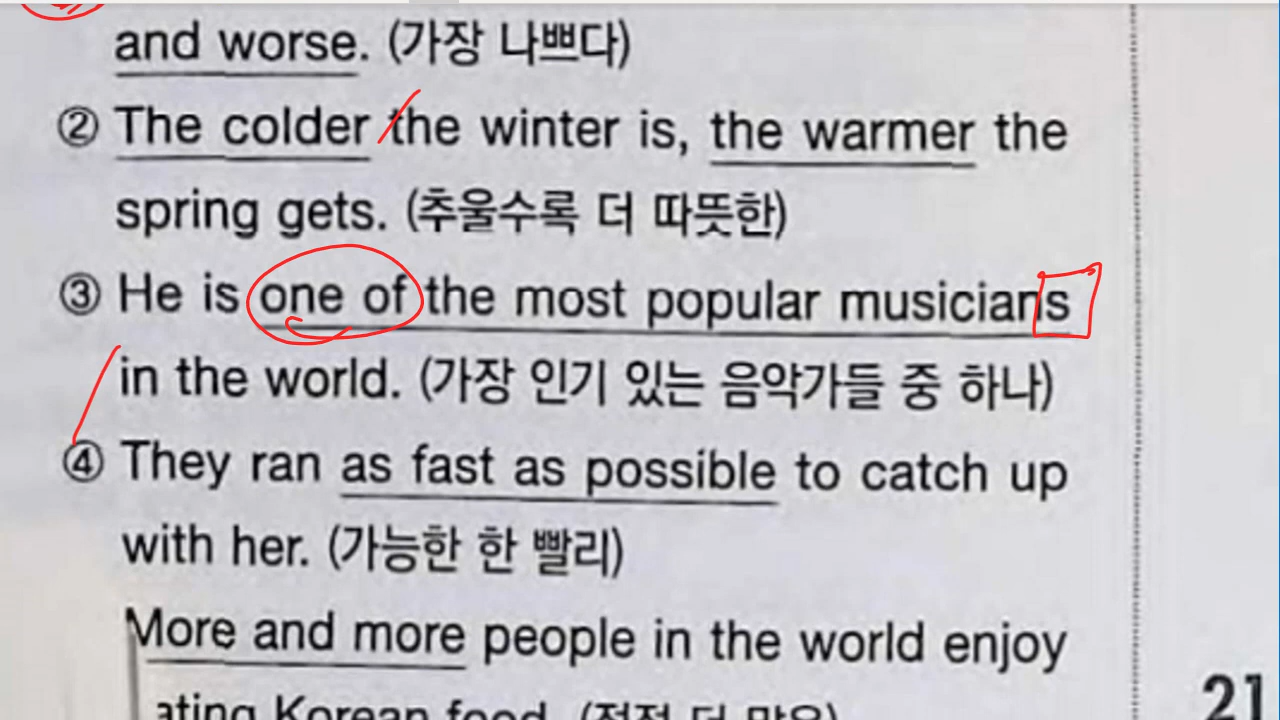 and worse. (가장 나쁘다)
② The colder the winter is, the warmer the
spring gets. (추울수록 더 따뜻한)
③ He is one of the most popular musicians
in the world. (가장 인기 있는 음악가들 중 하나)
④ They ran as fast as possible to catch up
with her. (가능한 한 빨리)
More and more people in the world enjoy
ating Korean food. (점점 더 많은)
21